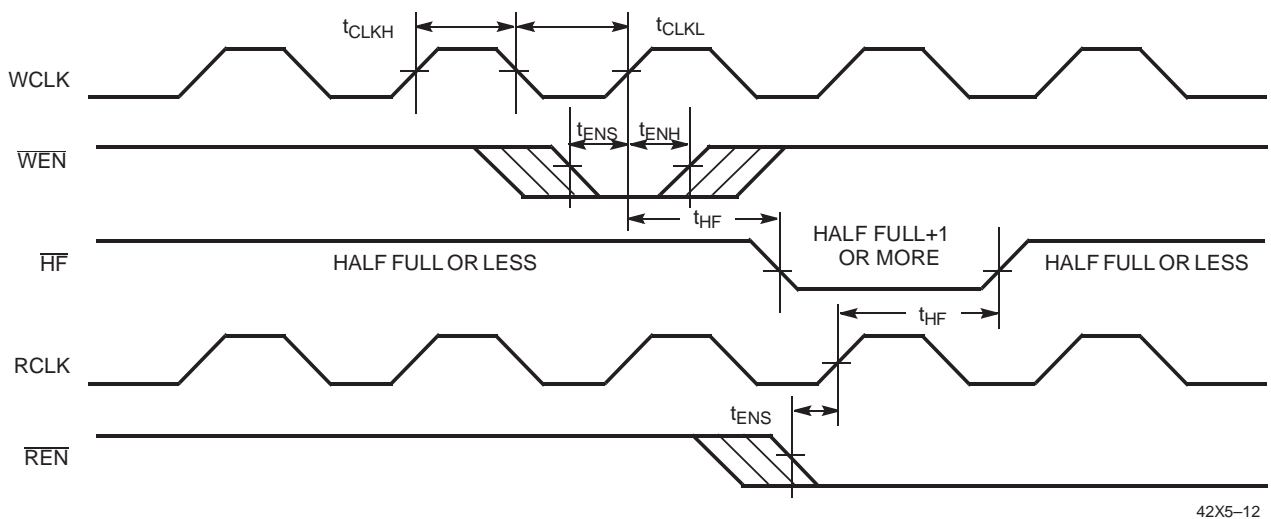 tCLKH
tCLKL
WCLK
tENS
tENH
WEN
tHF
HF
HALF FULL OR LESS
HALF FULL+1
OR MORE
HALF FULL OR LESS
tHF
RCLK
tENS
REN
42X5–12